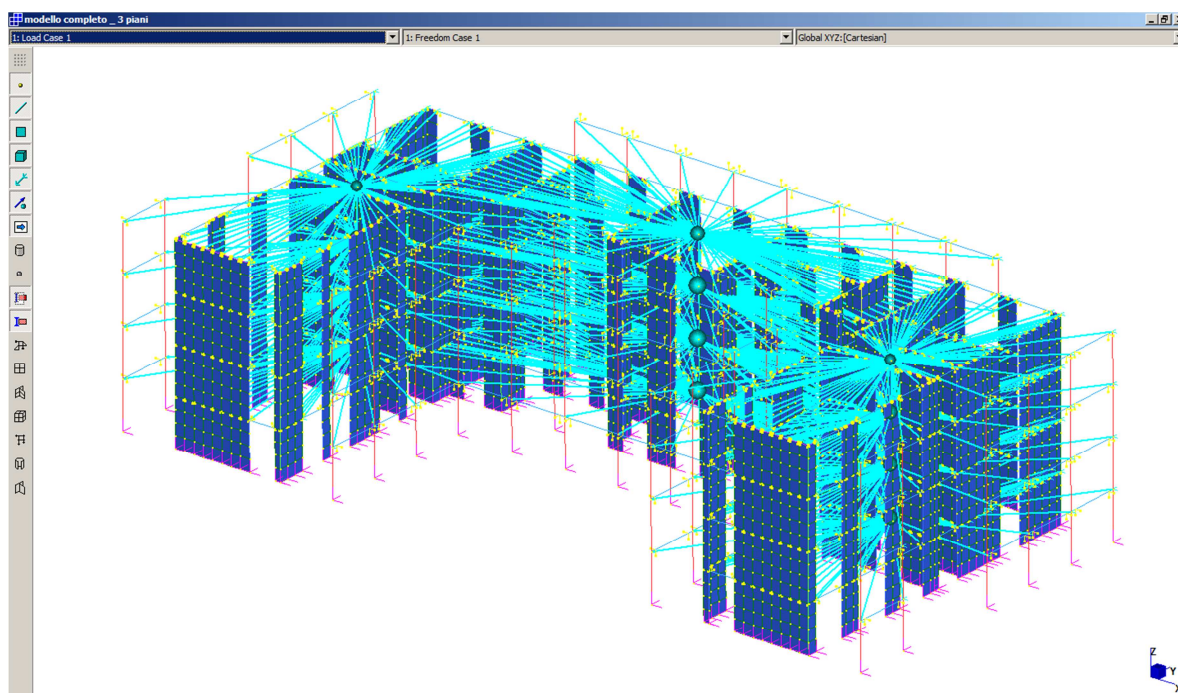 modello completo _ 3 piani
1: Load Case 1
1: Freedom Case 1
Global XYZ:[Cartesian]
Z
Y
X